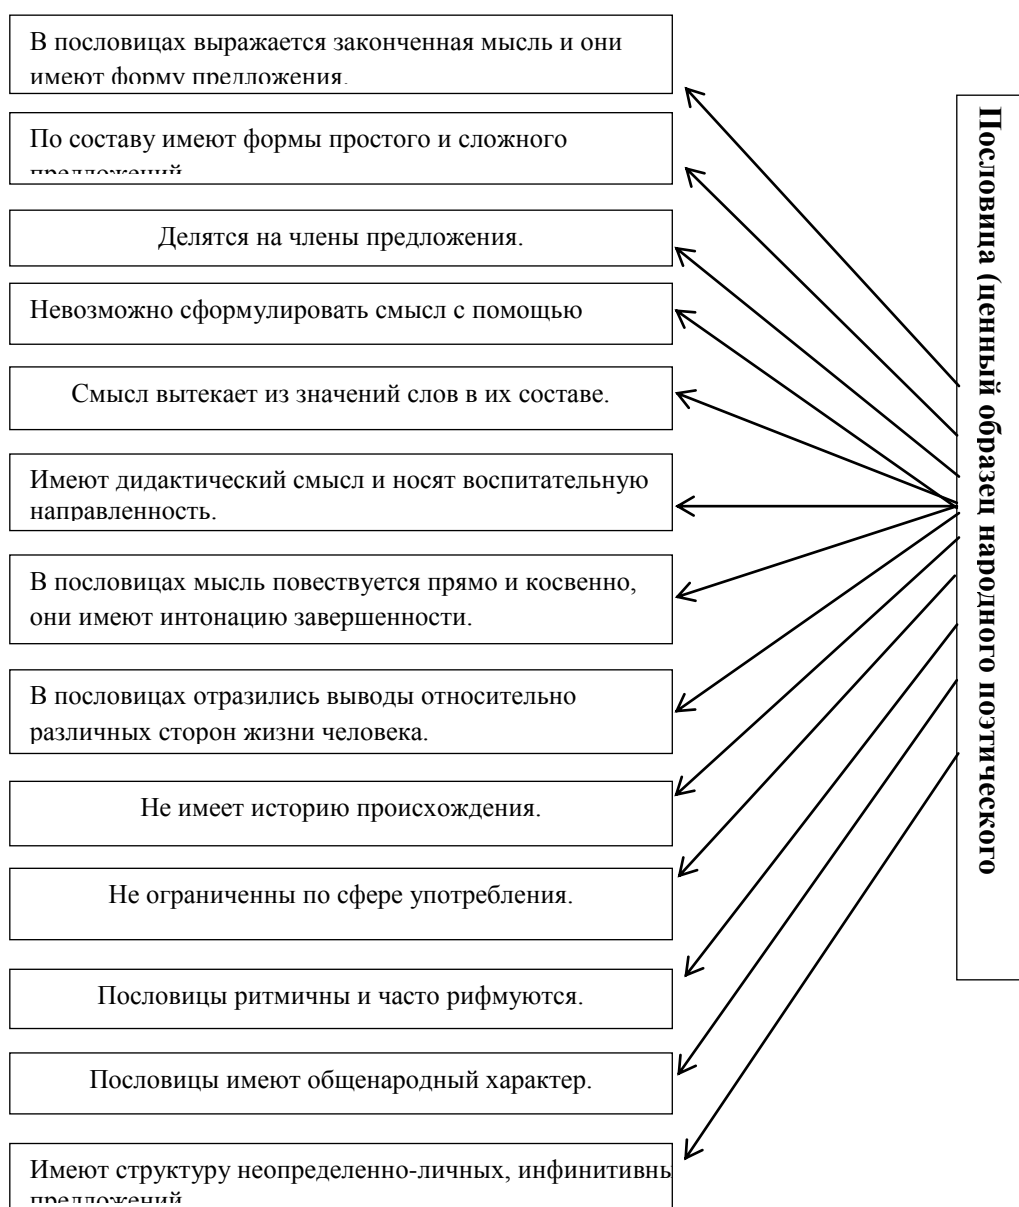 В пословицах выражается законченная мысль и они
имеют форму предложения.
По составу имеют формы простого и сложного
предложений
Делятся на члены предложения.
Невозможно сформулировать смысл с помощью
Смысл вытекает из значений слов в их составе.
Имеют дидактический смысл и носят воспитательную
направленность.
В пословицах мысль повествуется прямо и косвенно,
они имеют интонацию завершенности.
В пословицах отразились выводы относительно
различных сторон жизни человека.
Не имеет историю происхождения.
Не ограниченны по сфере употребления.
Пословицы ритмичны и часто рифмуются.
Пословицы имеют общенародный характер.
Имеют структуру неопределенно-личных, инфинитивны
предложений
Пословица (ценный образец народного поэтического